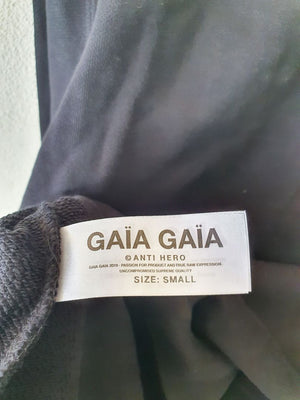 GAÏA GAÏA
© ANTI HERO
GAIA GAIA 2019 - PASSION FOR PRODUCT AND TRUE RAW EXPRESSION.
UNCOMPROMISED SUPREME QUALITY
SIZE: SMALL